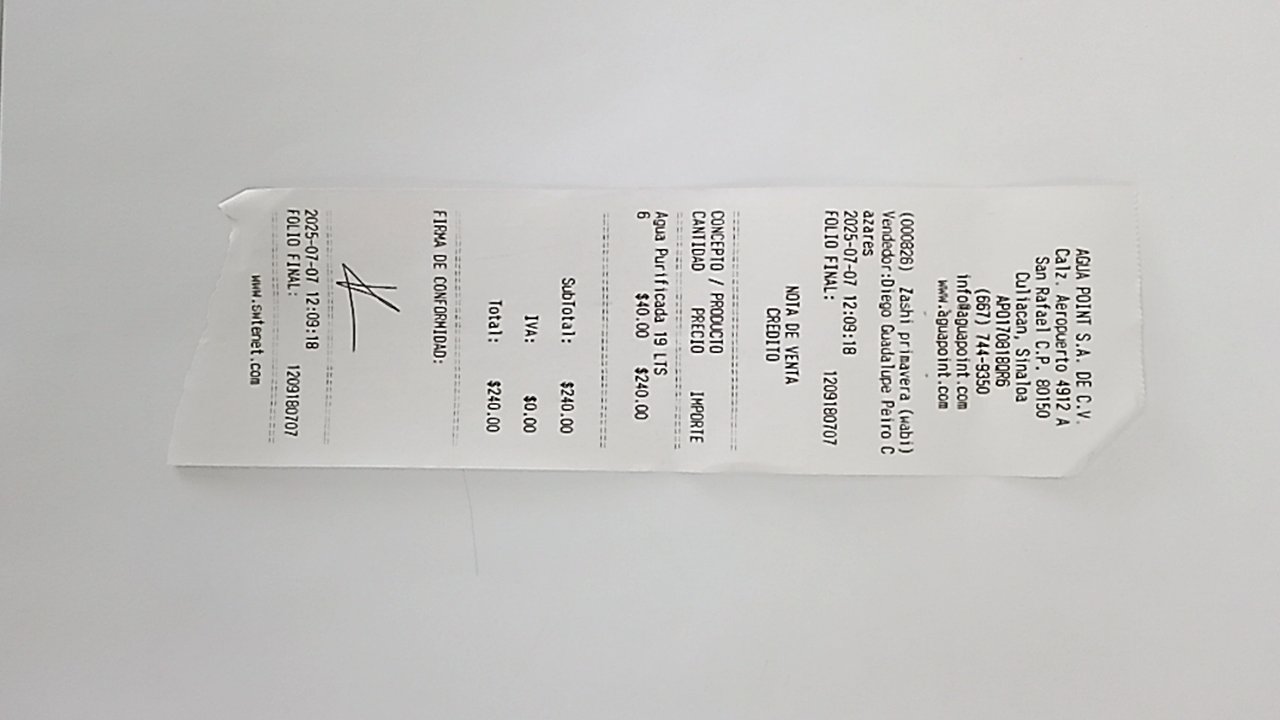 AGUA POINT S.A. DE C.V.
Calz. Aeropuerto 4912 A
San Rafael C.P. 80150
Culiacan, Sinaloa
APO170818QR6
(667) 744-9350
info@aguapoint.com
www.aguapoint.com
(000826) Zashi primavera (wabi)
Vendedor:Diego Guadalupe Peiro C
azares
2025-07-07 12:09:18
FOLIO FINAL: 1209180707
NOTA DE VENTA
CREDITO
CONCEPTO / PRODUCTO
CANTIDAD PRECIO IMPORTE
Agua Purificada 19 LTS
6 $40.00 $240.00
SubTotal: $240.00
IVA: $0.00
Total: $240.00
FIRMA DE CONFORMIDAD:
2025-07-07 12:09:18
FOLIO FINAL: 1209180707
www.swtenet.com